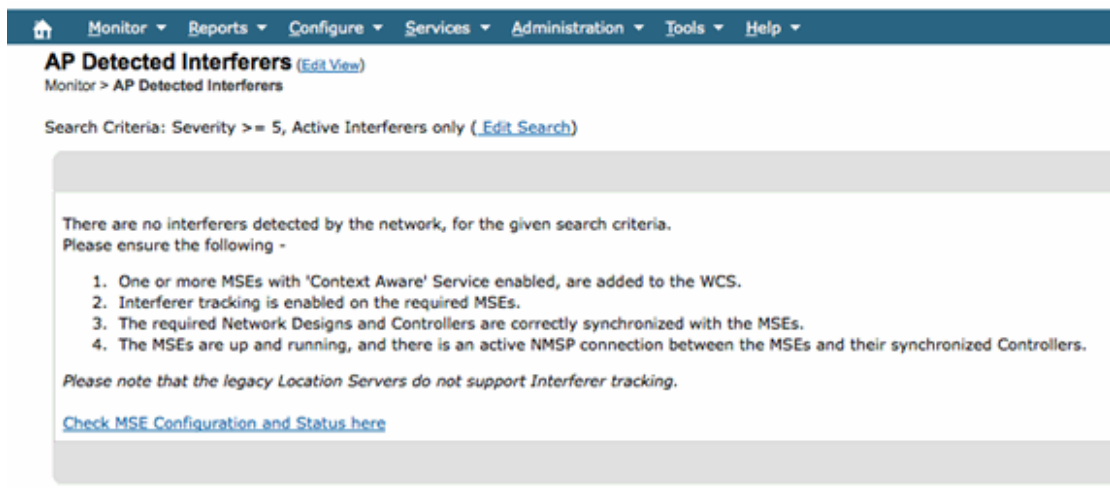 Monitor Reports Configure Services Administration Tools Help
AP Detected Interferers (Edit View)
Monitor > AP Detected Interferers
Search Criteria: Severity >= 5, Active Interferers only ( Edit Search)
There are no interferers detected by the network, for the given search criteria.
Please ensure the following -
1. One or more MSEs with 'Context Aware' Service enabled, are added to the WCS.
2. Interferer tracking is enabled on the required MSEs.
3. The required Network Designs and Controllers are correctly synchronized with the MSEs.
4. The MSEs are up and running, and there is an active NMSP connection between the MSEs and their synchronized Controllers.
Please note that the legacy Location Servers do not support Interferer tracking.
Check MSE Configuration and Status here